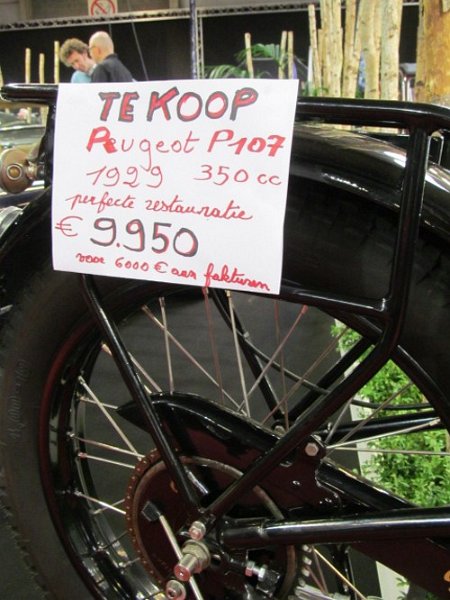 TE KOOP
Peugeot P107
1929 350 cc
perfecte restauratie
€ 9.950
voor 6000 € aan fakturen